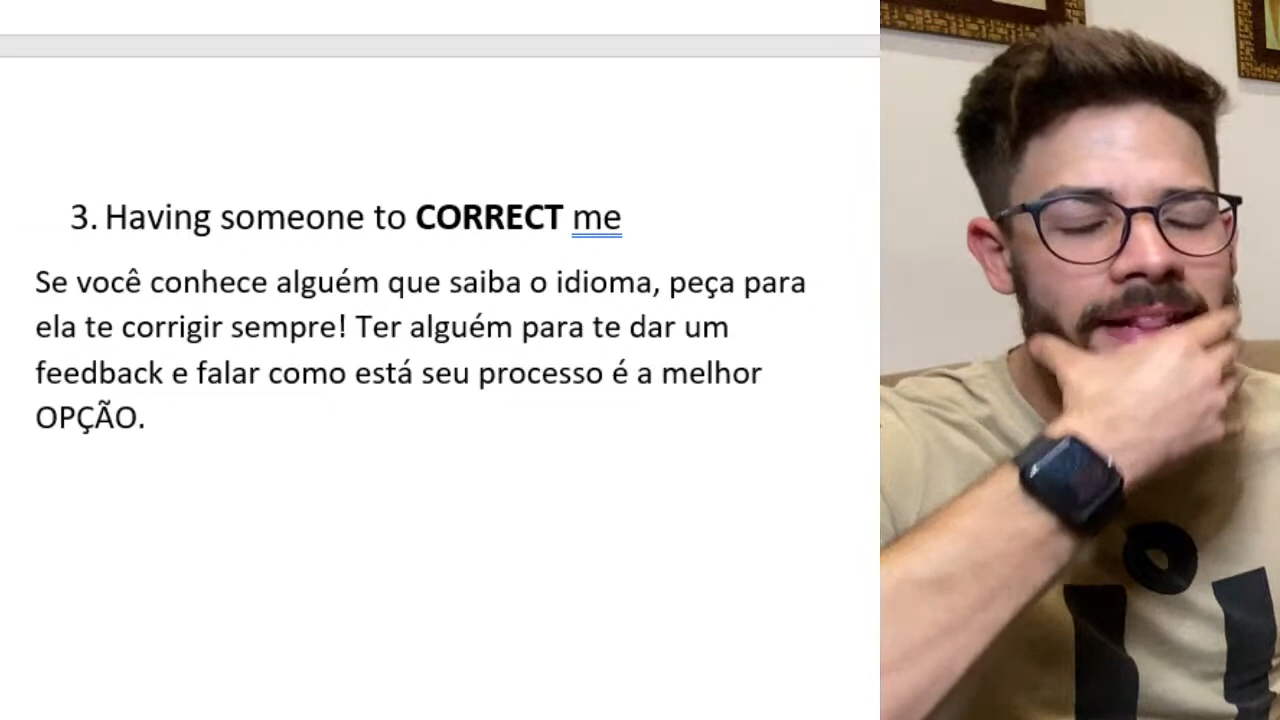 3. Having someone to CORRECT me
Se você conhece alguém que saiba o idioma, peça para
ela te corrigir sempre! Ter alguém para te dar um
feedback e falar como está seu processo é a melhor
OPÇÃO.